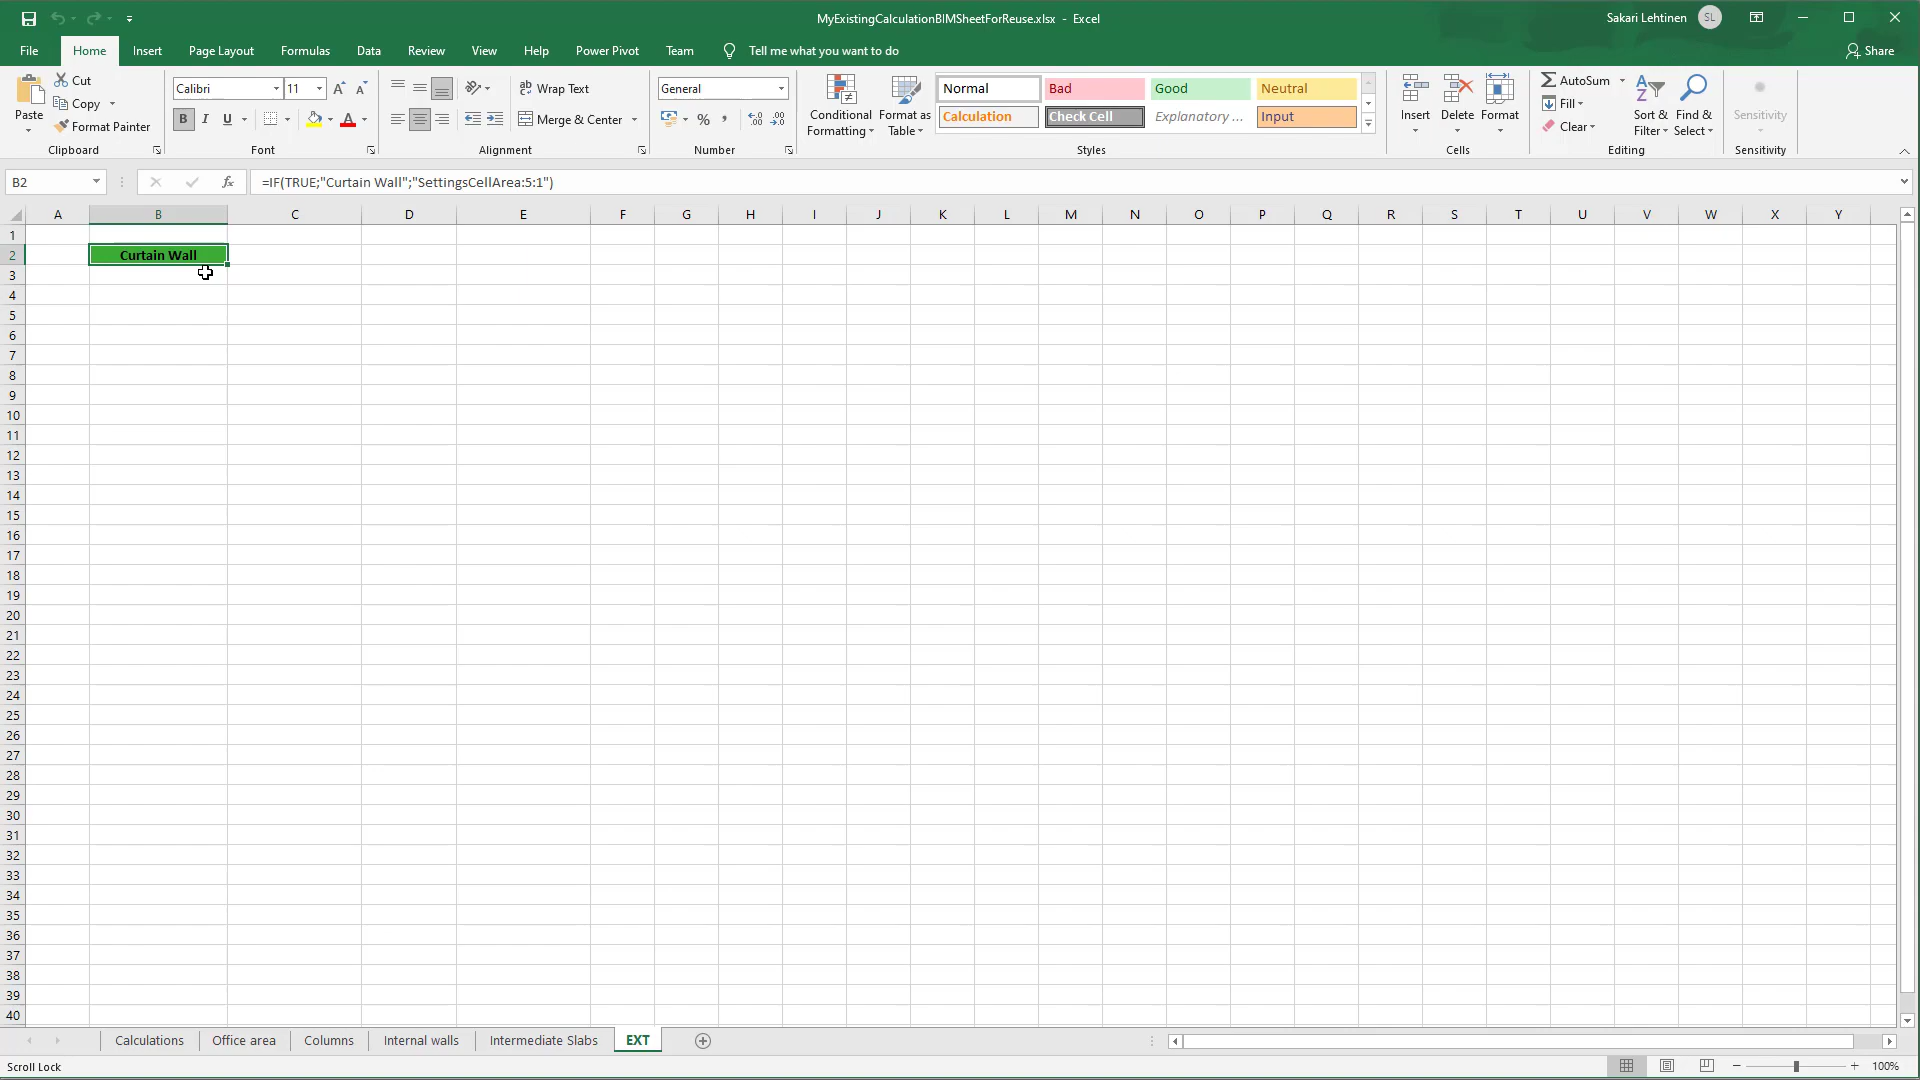 MyExistingCalculationBIMSheetForReuse.xlsx - Excel
Sakari Lehtinen
SL
File
Home
Insert
Page Layout
Formulas
Data
Review
View
Help
Power Pivot
Team
Tell me what you want to do
Share
Paste
Cut
Copy
Format Painter
Clipboard
Calibri
11
B I U
Font
Wrap Text
Merge & Center
Alignment
General
Number
Conditional Formatting
Format as Table
Normal
Bad
Good
Neutral
Calculation
Check Cell
Explanatory ...
Input
Styles
Insert
Delete
Format
Cells
AutoSum
Fill
Clear
Sort & Filter
Find & Select
Editing
Sensitivity
Sensitivity
B2
fx
=IF(TRUE;"Curtain Wall";"SettingsCellArea:5:1")
A B C D E F G H I J K L M N O P Q R S T U V W X Y
1
2 Curtain Wall
3
4
5
6
7
8
9
10
11
12
13
14
15
16
17
18
19
20
21
22
23
24
25
26
27
28
29
30
31
32
33
34
35
36
37
38
39
40
Calculations
Office area
Columns
Internal walls
Intermediate Slabs
EXT
Scroll Lock
100%